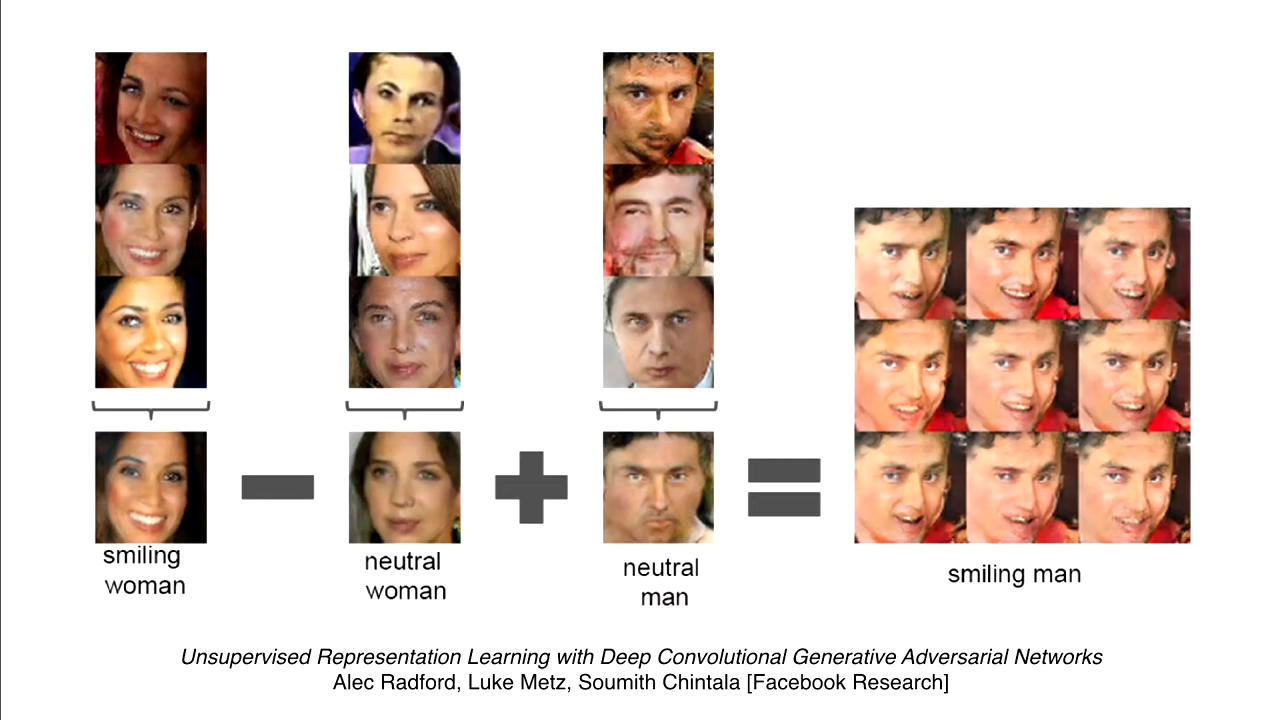 smiling
woman
neutral
woman
neutral
man
smiling man
Unsupervised Representation Learning with Deep Convolutional Generative Adversarial Networks
Alec Radford, Luke Metz, Soumith Chintala [Facebook Research]